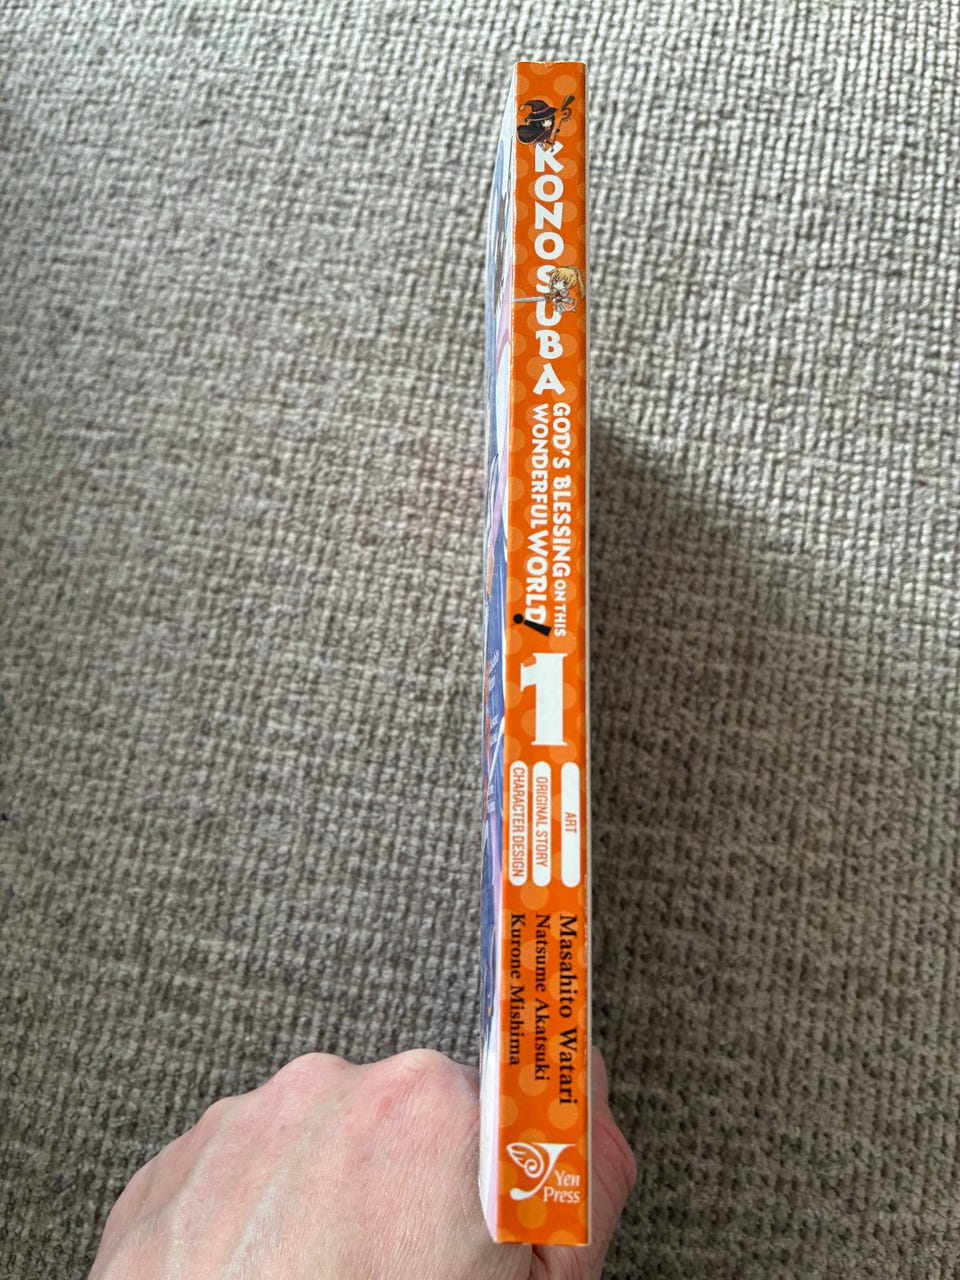 KONOSUBA
GOD'S BLESSING ON THIS
WONDERFUL WORLD!
1
ART
ORIGINAL STORY
CHARACTER DESIGN
Masahito Watari
Natsume Akatsuki
Kurone Mishima
Yen
Press